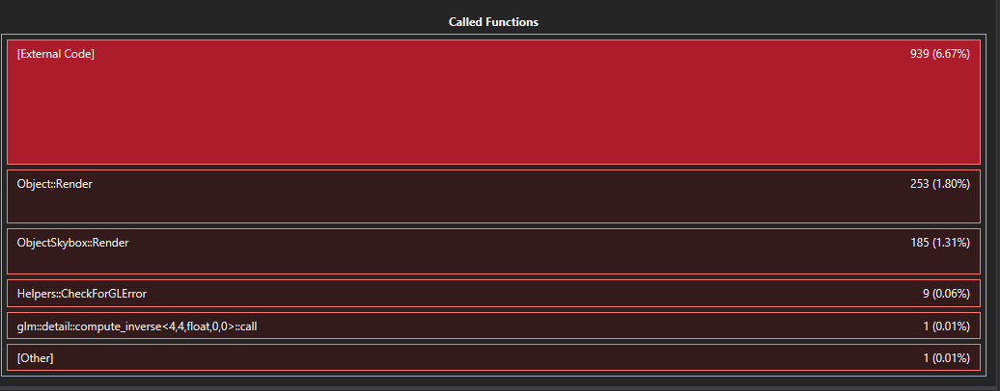 Called Functions
[External Code] 939 (6.67%)
Object::Render 253 (1.80%)
ObjectSkybox::Render 185 (1.31%)
Helpers::CheckForGLError 9 (0.06%)
glm::detail::compute_inverse<4,4,float,0,0>::call 1 (0.01%)
[Other] 1 (0.01%)